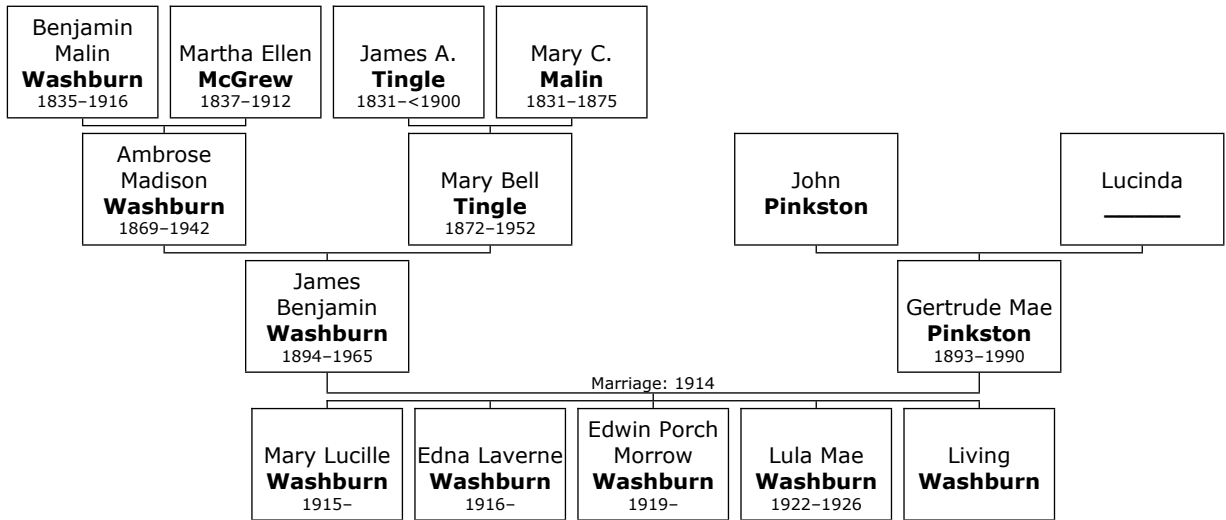 Benjamin
Malin
Washburn
1835–1916
Martha Ellen
McGrew
1837–1912
James A.
Tingle
1831–<1900
Mary C.
Malin
1831–1875
Ambrose
Madison
Washburn
1869–1942
Mary Bell
Tingle
1872–1952
John
Pinkston
Lucinda
_______
James
Benjamin
Washburn
1894–1965
Gertrude Mae
Pinkston
1893–1990
Marriage: 1914
Mary Lucille
Washburn
1915–
Edna Laverne
Washburn
1916–
Edwin Porch
Morrow
Washburn
1919–
Lula Mae
Washburn
1922–1926
Living
Washburn